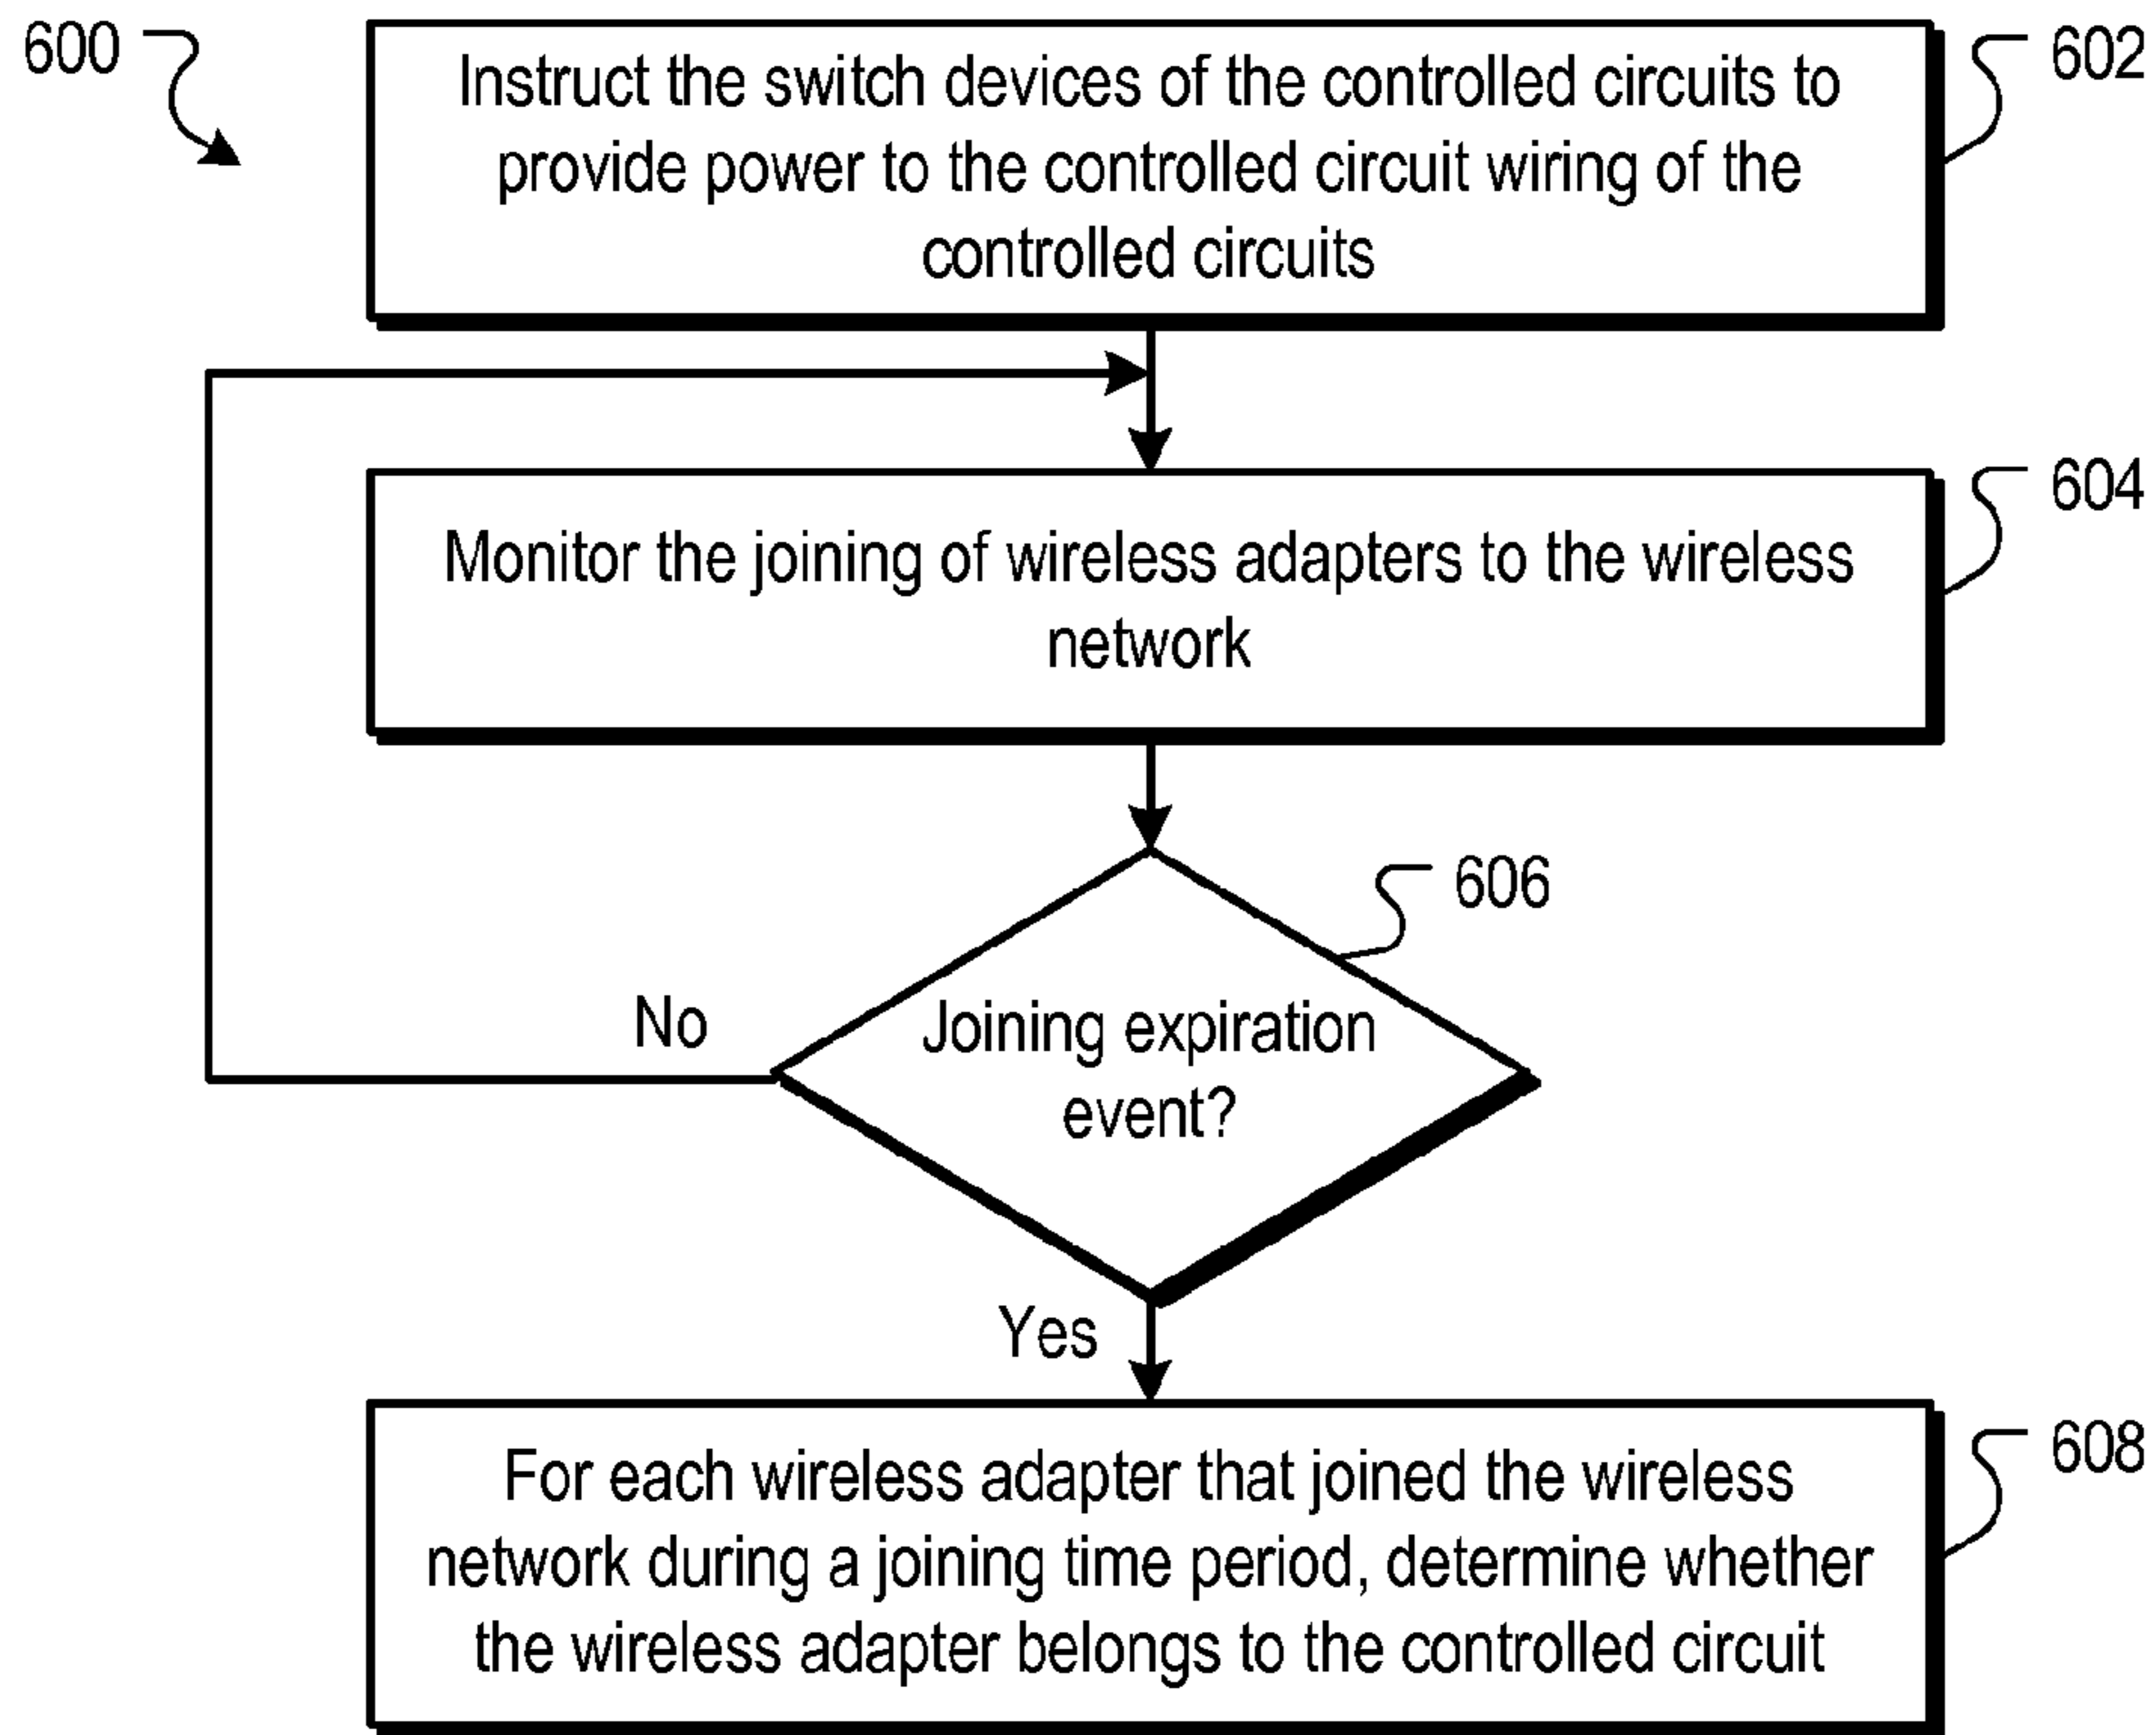 600
602
Instruct the switch devices of the controlled circuits to
provide power to the controlled circuit wiring of the
controlled circuits
604
Monitor the joining of wireless adapters to the wireless
network
606
Joining expiration
event?
No
Yes
608
For each wireless adapter that joined the wireless
network during a joining time period, determine whether
the wireless adapter belongs to the controlled circuit